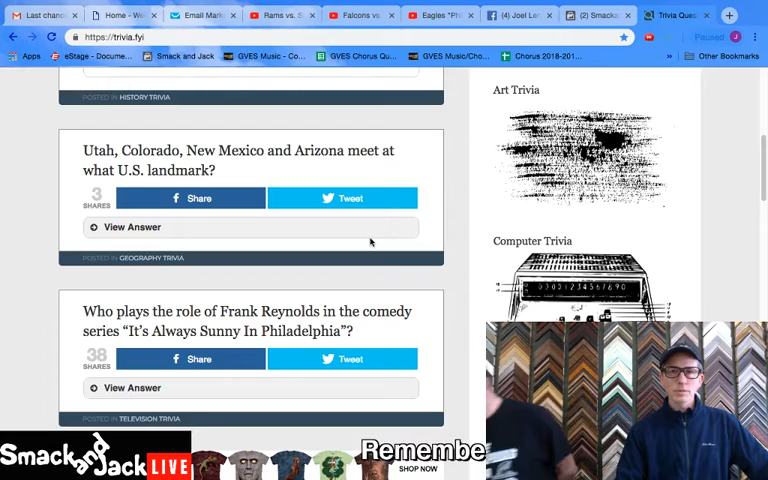 Last chanc
Home - We
Email Mark
Rams vs. S
Falcons vs
Eagles "Phi
(4) Joel Ler
(2) Smacka
Trivia Ques
https://trivia.fyi
Paused
J
Apps
eStage - Docume...
Smack and Jack
GVES Music - Co...
GVES Chorus Qu...
GVES Music/Cho...
Chorus 2018-201...
»
Other Bookmarks
POSTED IN HISTORY TRIVIA
Utah, Colorado, New Mexico and Arizona meet at
what U.S. landmark?
3
SHARES
Share
Tweet
View Answer
POSTED IN GEOGRAPHY TRIVIA
Who plays the role of Frank Reynolds in the comedy
series “It’s Always Sunny In Philadelphia”?
38
SHARES
Share
Tweet
View Answer
POSTED IN TELEVISION TRIVIA
Art Trivia
Computer Trivia
Smack and Jack LIVE
SHOP NOW
Remembe